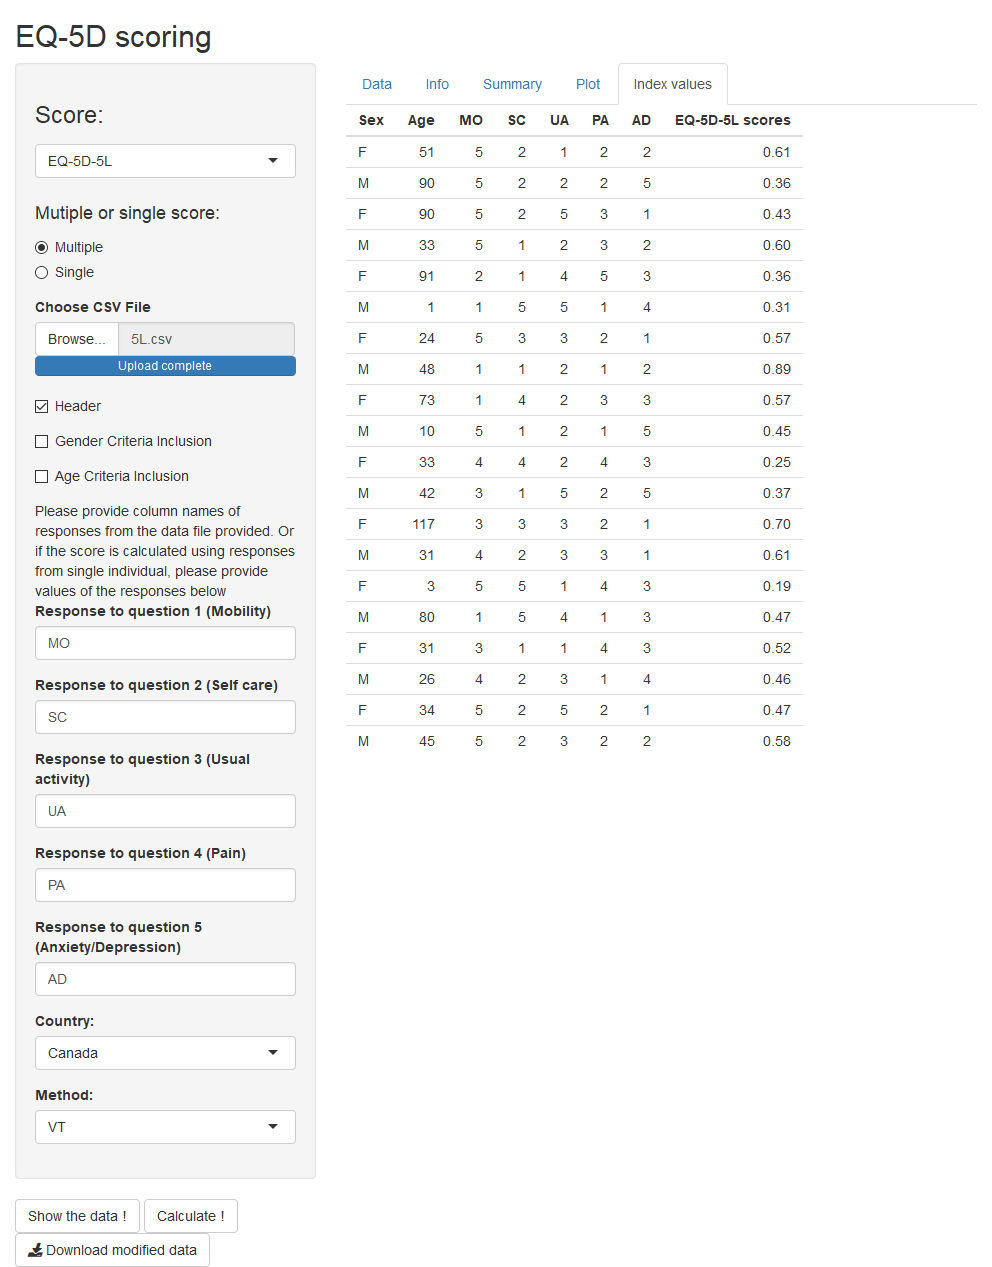 EQ-5D scoring
Score:
EQ-5D-5L
Mutiple or single score:
Multiple
Single
Choose CSV File
Browse... 5L.csv
Upload complete
Header
Gender Criteria Inclusion
Age Criteria Inclusion
Please provide column names of
responses from the data file provided. Or
if the score is calculated using responses
from single individual, please provide
values of the responses below
Response to question 1 (Mobility)
MO
Response to question 2 (Self care)
SC
Response to question 3 (Usual
activity)
UA
Response to question 4 (Pain)
PA
Response to question 5
(Anxiety/Depression)
AD
Country:
Canada
Method:
VT
Show the data ! Calculate !
Download modified data
Data Info Summary Plot Index values
Sex Age MO SC UA PA AD EQ-5D-5L scores
F 51 5 2 1 2 2 0.61
M 90 5 2 2 2 5 0.36
F 90 5 2 5 3 1 0.43
M 33 5 1 2 3 2 0.60
F 91 2 1 4 5 3 0.36
M 1 1 5 5 1 4 0.31
F 24 5 3 3 2 1 0.57
M 48 1 1 2 1 2 0.89
F 73 1 4 2 3 3 0.57
M 10 5 1 2 1 5 0.45
F 33 4 4 2 4 3 0.25
M 42 3 1 5 2 5 0.37
F 117 3 3 3 2 1 0.70
M 31 4 2 3 3 1 0.61
F 3 5 5 1 4 3 0.19
M 80 1 5 4 1 3 0.47
F 31 3 1 1 4 3 0.52
M 26 4 2 3 1 4 0.46
F 34 5 2 5 2 1 0.47
M 45 5 2 3 2 2 0.58